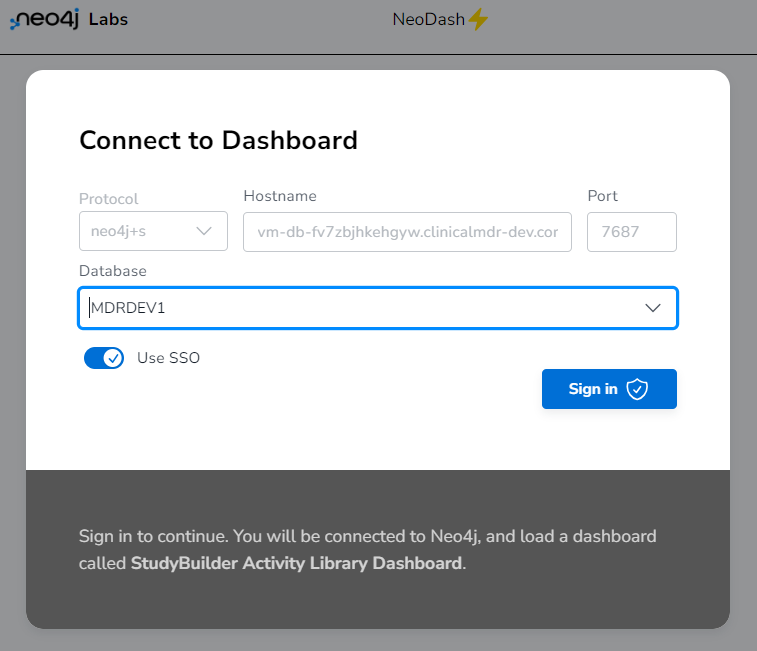 neo4j Labs
NeoDash
Connect to Dashboard
Protocol
Hostname
Port
neo4j+s
vm-db-fv7zbjhkehgyw.clinicalmdr-dev.cor
7687
Database
MDRDEV1
Use SSO
Sign in
Sign in to continue. You will be connected to Neo4j, and load a dashboard
called StudyBuilder Activity Library Dashboard.